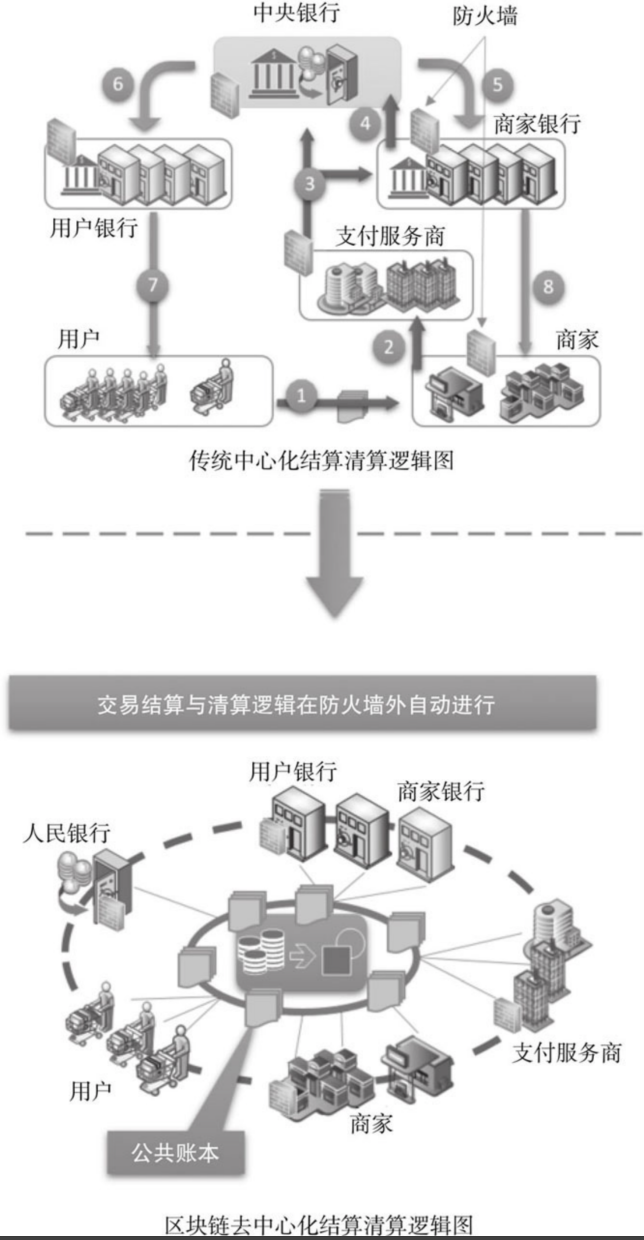 中央银行
防火墙
6
5
4
商家银行
3
用户银行
支付服务商
7
8
用户
2
商家
1
传统中心化结算清算逻辑图
交易结算与清算逻辑在防火墙外自动进行
用户银行
商家银行
人民银行
支付服务商
用户
商家
公共账本
区块链去中心化结算清算逻辑图